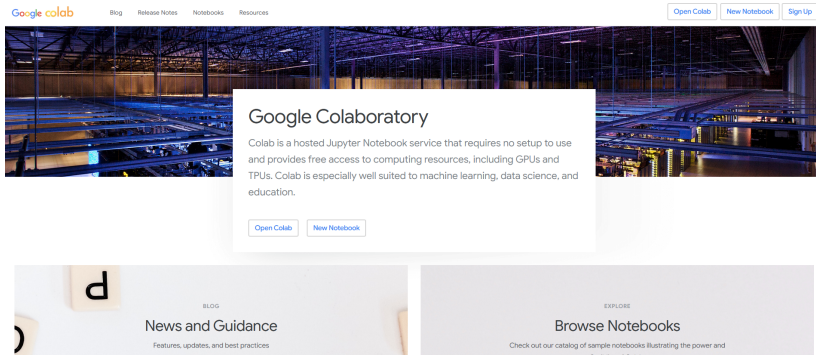 Google colab
Blog
Release Notes
Notebooks
Resources
Open Colab
New Notebook
Sign Up
Google Colaboratory
Colab is a hosted Jupyter Notebook service that requires no setup to use
and provides free access to computing resources, including GPUs and
TPUs. Colab is especially well suited to machine learning, data science, and
education.
Open Colab
New Notebook
BLOG
News and Guidance
Features, updates, and best practices
EXPLORE
Browse Notebooks
Check out our catalog of sample notebooks illustrating the power and